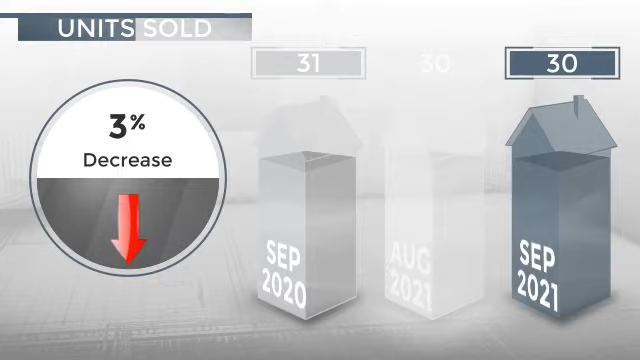 UNITS SOLD
3%
Decrease
31
30
30
SEP
2020
AUG
2021
SEP
2021